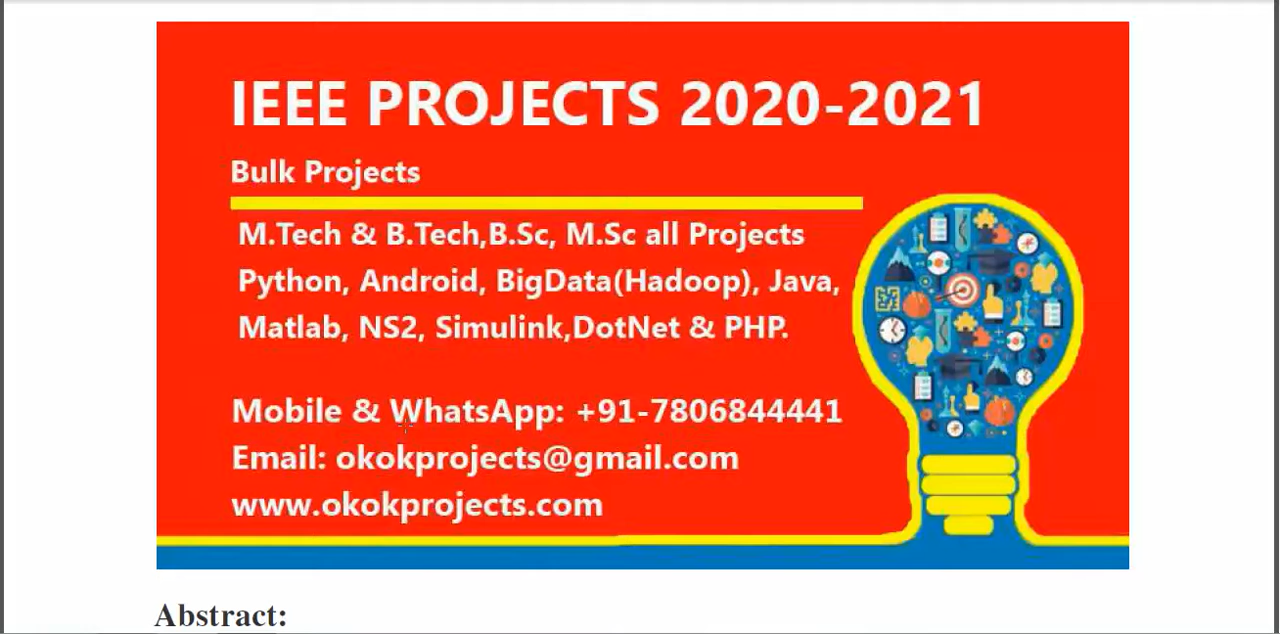 IEEE PROJECTS 2020-2021
Bulk Projects
M.Tech & B.Tech,B.Sc, M.Sc all Projects
Python, Android, BigData(Hadoop), Java,
Matlab, NS2, Simulink,DotNet & PHP.
Mobile & WhatsApp: +91-7806844441
Email: okokprojects@gmail.com
www.okokprojects.com
Abstract: